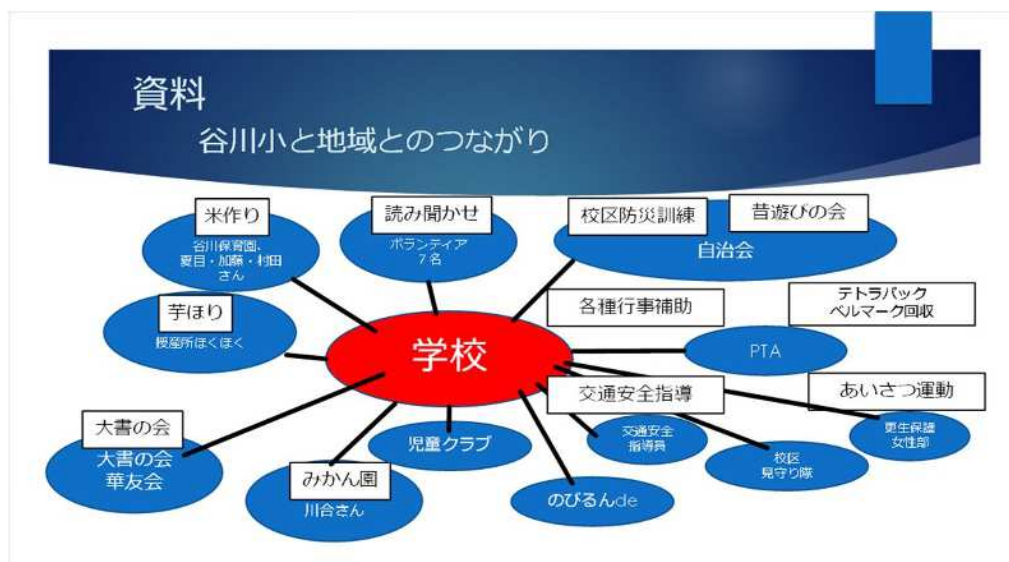 資料
谷川小と地域とのつながり
米作り
谷川保育園、
夏目・加藤・村田
さん
読み聞かせ
ボランティア
7名
校区防災訓練
昔遊びの会
自治会
芋ほり
授産所ほくほく
学校
各種行事補助
テトラパック
ベルマーク回収
PTA
大書の会
大書の会
華友会
みかん園
川合さん
児童クラブ
のびるんde
交通安全指導
交通安全
指導員
校区
見守り隊
あいさつ運動
更生保護
女性部